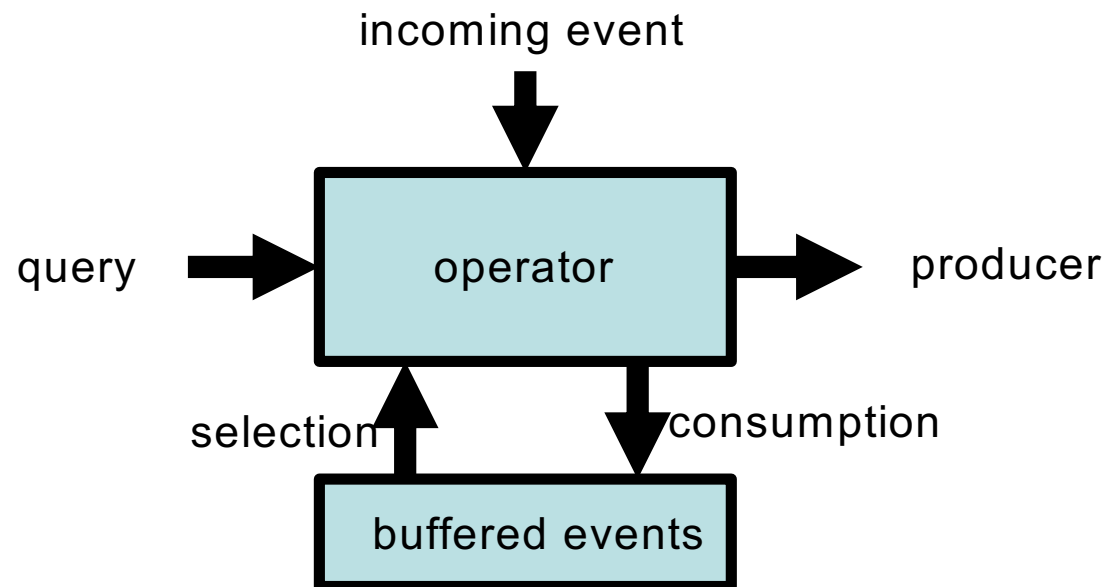 incoming event
query
operator
producer
selection
consumption
buffered events